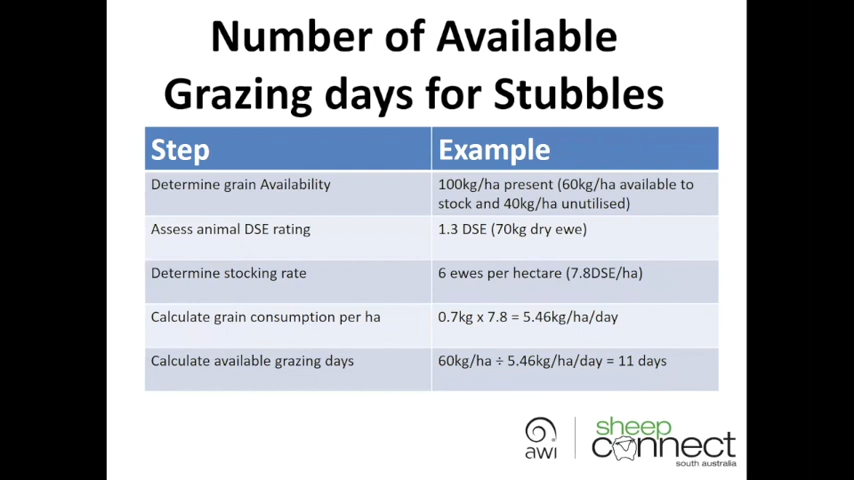 Number of Available
Grazing days for Stubbles
Step
Example
Determine grain Availability
100kg/ha present (60kg/ha available to
stock and 40kg/ha unutilised)
Assess animal DSE rating
1.3 DSE (70kg dry ewe)
Determine stocking rate
6 ewes per hectare (7.8DSE/ha)
Calculate grain consumption per ha
0.7kg x 7.8 = 5.46kg/ha/day
Calculate available grazing days
60kg/ha ÷ 5.46kg/ha/day = 11 days
awi
sheep
connect
south australia